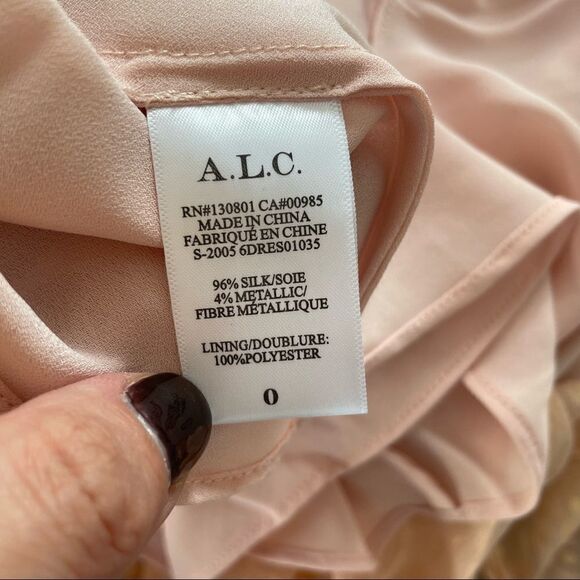 A.L.C.
RN#130801 CA#00985
MADE IN CHINA
FABRIQUÉ EN CHINE
S-2005 6DRES01035
96% SILK/SOIE
4% METALLIC/
FIBRE MÉTALLIQUE
LINING/DOUBLURE:
100%POLYESTER
0